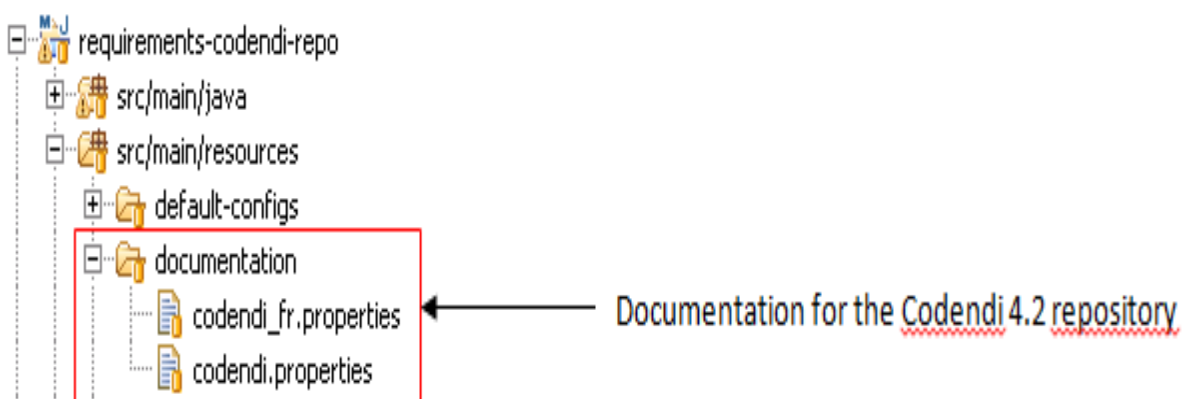 requirements-codendi-repo
src/main/java
src/main/resources
default-configs
documentation
codendi_fr.properties
Documentation for the Codendi 4.2 repository
codendi.properties